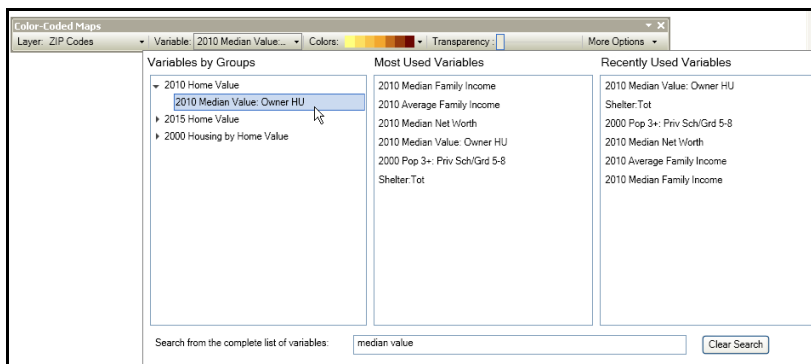 Color-Coded Maps
Layer: ZIP Codes Variable: 2010 Median Value:... Colors: Transparency: More Options
Variables by Groups
2010 Home Value
2010 Median Value: Owner HU
2015 Home Value
2000 Housing by Home Value
Most Used Variables
2010 Median Family Income
2010 Average Family Income
2010 Median Net Worth
2010 Median Value: Owner HU
2000 Pop 3+: Priv Sch/Grd 5-8
Shelter:Tot
Recently Used Variables
2010 Median Value: Owner HU
Shelter:Tot
2000 Pop 3+: Priv Sch/Grd 5-8
2010 Median Net Worth
2010 Average Family Income
2010 Median Family Income
Search from the complete list of variables: median value Clear Search